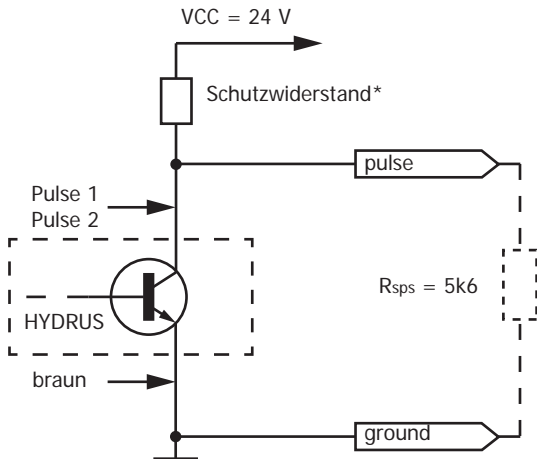 VCC = 24 V
Schutzwiderstand*
pulse
Pulse 1
Pulse 2
Rsps = 5k6
HYDRUS
braun
ground